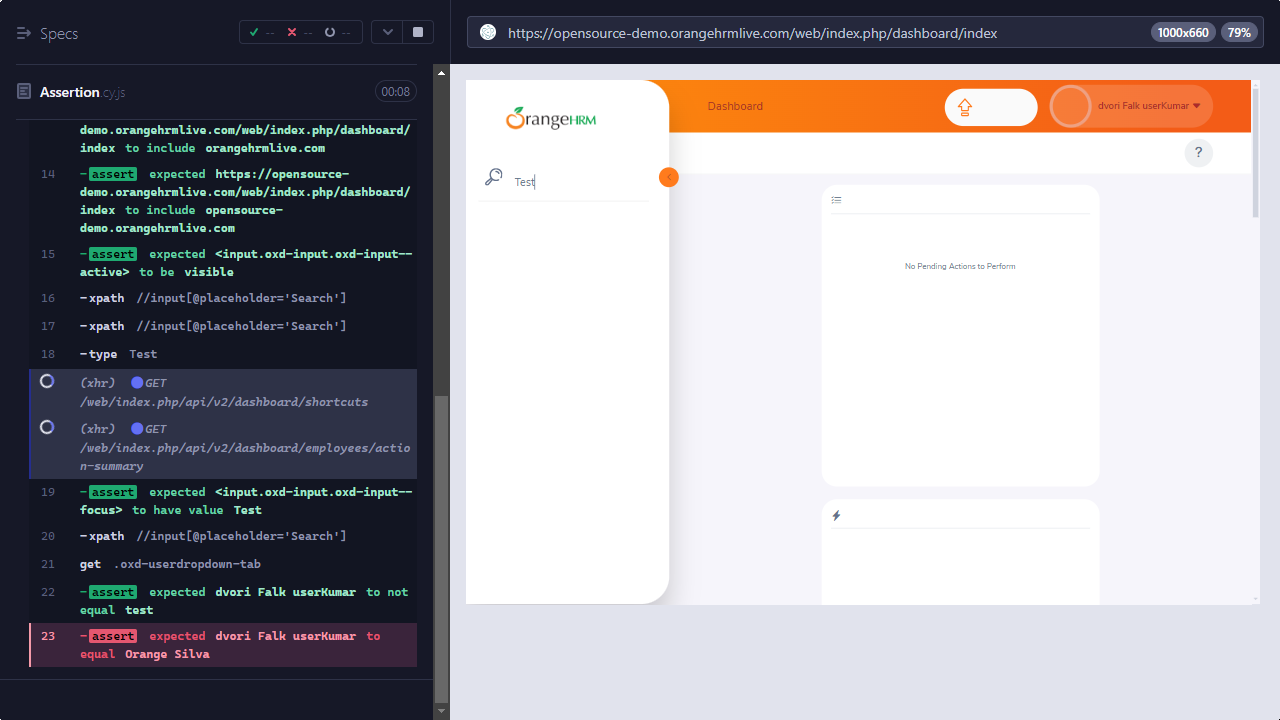 Specs
--
--
--
https://opensource-demo.orangehrmlive.com/web/index.php/dashboard/index
1000x660
79%
Assertion.cy.js
00:08
demo.orangehrmlive.com/web/index.php/dashboard/
index to include orangehrmlive.com
14 -assert expected https://opensource-
demo.orangehrmlive.com/web/index.php/dashboard/
index to include opensource-
demo.orangehrmlive.com
15 -assert expected <input.oxd-input.oxd-input--
active> to be visible
16 -xpath //input[@placeholder='Search']
17 -xpath //input[@placeholder='Search']
18 -type Test
(xhr) GET
/web/index.php/api/v2/dashboard/shortcuts
(xhr) GET
/web/index.php/api/v2/dashboard/employees/actio
n-summary
19 -assert expected <input.oxd-input.oxd-input--
focus> to have value Test
20 -xpath //input[@placeholder='Search']
21 get .oxd-userdropdown-tab
22 -assert expected dvori Falk userKumar to not
equal test
23 -assert expected dvori Falk userKumar to
equal Orange Silva
OrangeHRM
Test
Dashboard
dvori Falk userKumar
?
No Pending Actions to Perform